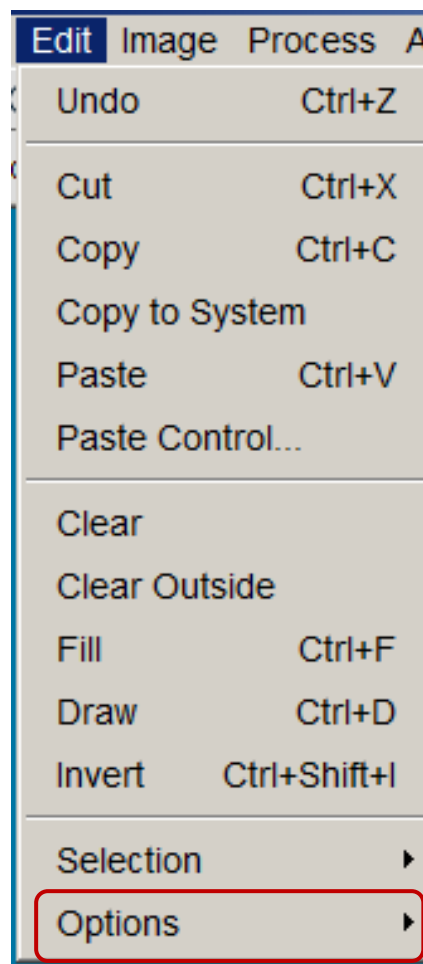 Edit Image Process A
Undo Ctrl+Z
Cut Ctrl+X
Copy Ctrl+C
Copy to System
Paste Ctrl+V
Paste Control...
Clear
Clear Outside
Fill Ctrl+F
Draw Ctrl+D
Invert Ctrl+Shift+I
Selection
Options